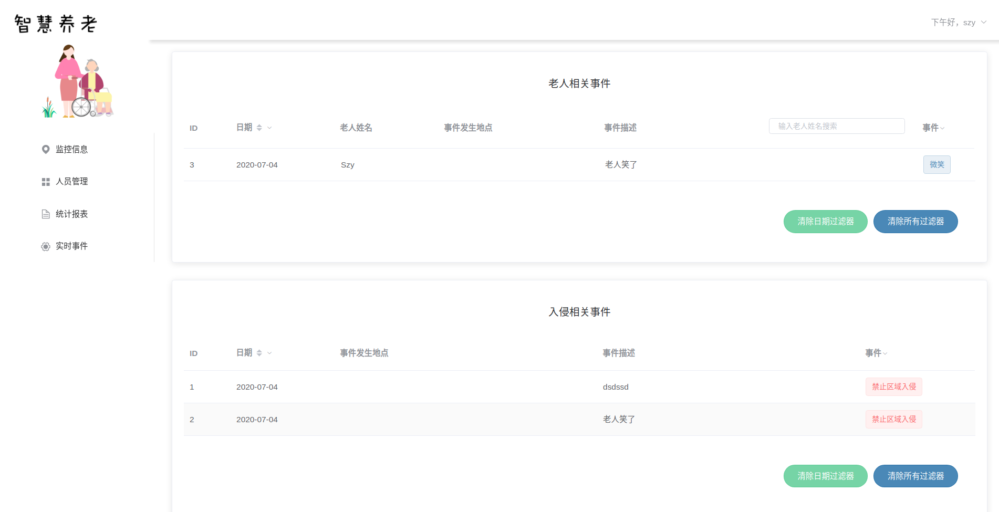 智慧养老
下午好，szy
监控信息
人员管理
统计报表
实时事件
老人相关事件
ID 日期 老人姓名 事件发生地点 事件描述 输入老人姓名搜索 事件
3 2020-07-04 Szy 老人笑了 微笑
清除日期过滤器 清除所有过滤器
入侵相关事件
ID 日期 事件发生地点 事件描述 事件
1 2020-07-04 dsdssd 禁止区域入侵
2 2020-07-04 老人笑了 禁止区域入侵
清除日期过滤器 清除所有过滤器